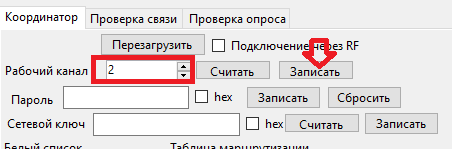 Координатор Проверка связи Проверка опроса
Перезагрузить Подключение через RF
Рабочий канал 2 Считать Записать
Пароль hex Записать Сбросить
Сетевой ключ hex Считать Записать
Белый список Таблица маршрутизации